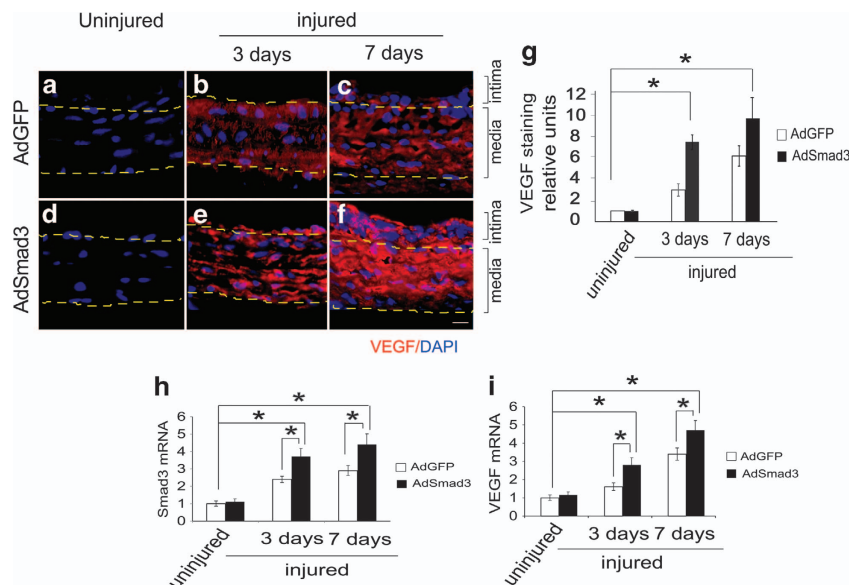 Uninjured
injured
3 days
7 days
a
b
c
intima
media
AdGFP
d
e
f
intima
media
AdSmad3
VEGF/DAPI
g
*
*
VEGF staining
relative units
12
10
8
6
4
2
0
AdGFP
AdSmad3
uninjured
3 days 7 days
injured
h
*
*
*
*
Smad3 mRNA
6
5
4
3
2
1
0
AdGFP
AdSmad3
uninjured
3 days 7 days
injured
i
*
*
*
*
VEGF mRNA
6
5
4
3
2
1
0
AdGFP
AdSmad3
uninjured
3 days 7 days
injured